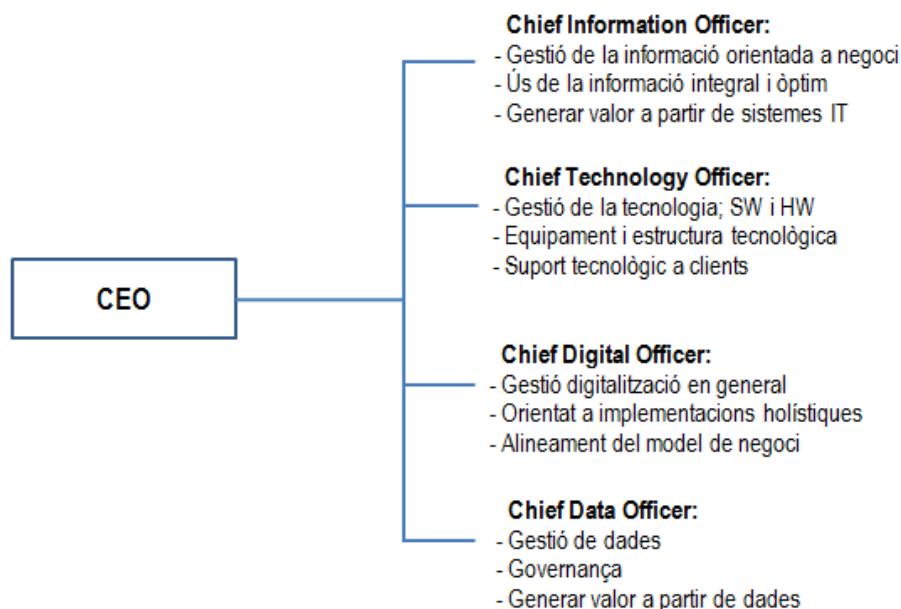 Chief Information Officer:
- Gestió de la informació orientada a negoci
- Ús de la informació integral i òptim
- Generar valor a partir de sistemes IT
Chief Technology Officer:
- Gestió de la tecnologia; SW i HW
- Equipament i estructura tecnològica
- Suport tecnològic a clients
CEO
Chief Digital Officer:
- Gestió digitalització en general
- Orientat a implementacions holístiques
- Alineament del model de negoci
Chief Data Officer:
- Gestió de dades
- Governança
- Generar valor a partir de dades